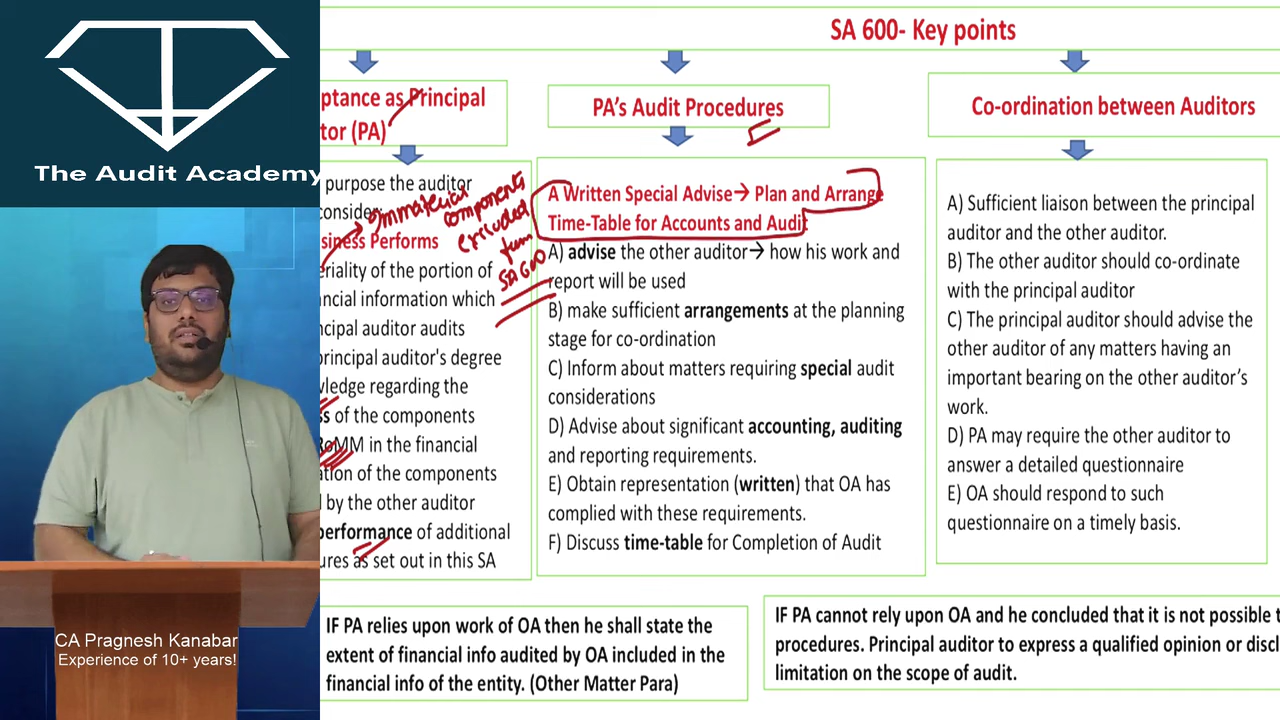 The Audit Academy
CA Pragnesh Kanabar
Experience of 10+ years!
SA 600- Key points
ptance as Principal
tor (PA)
purpose the auditor
consider
siness Performs
eriality of the portion of
ncial information which
ncipal auditor audits
principal auditor's degree
wledge regarding the
ss of the components
RoMM in the financial
ation of the components
d by the other auditor
performance of additional
ures as set out in this SA
Immaterial
components
excluded
from
SA 600
PA's Audit Procedures
A Written Special Advise→ Plan and Arrange
Time-Table for Accounts and Audit
A) advise the other auditor→ how his work and
report will be used
B) make sufficient arrangements at the planning
stage for co-ordination
C) Inform about matters requiring special audit
considerations
D) Advise about significant accounting, auditing
and reporting requirements.
E) Obtain representation (written) that OA has
complied with these requirements.
F) Discuss time-table for Completion of Audit
Co-ordination between Auditors
A) Sufficient liaison between the principal
auditor and the other auditor.
B) The other auditor should co-ordinate
with the principal auditor
C) The principal auditor should advise the
other auditor of any matters having an
important bearing on the other auditor's
work.
D) PA may require the other auditor to
answer a detailed questionnaire
E) OA should respond to such
questionnaire on a timely basis.
IF PA relies upon work of OA then he shall state the
extent of financial info audited by OA included in the
financial info of the entity. (Other Matter Para)
IF PA cannot rely upon OA and he concluded that it is not possible t
procedures. Principal auditor to express a qualified opinion or discl
limitation on the scope of audit.